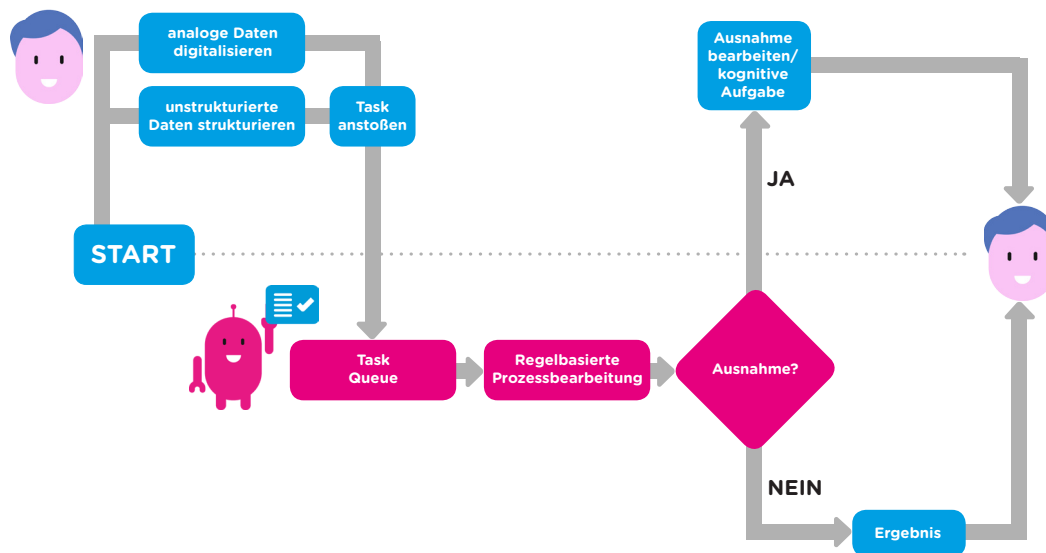 analoge Daten
digitalisieren
unstrukturierte
Daten strukturieren
Task
anstoßen
START
Task
Queue
Regelbasierte
Prozessbearbeitung
Ausnahme?
JA
Ausnahme
bearbeiten/
kognitive
Aufgabe
NEIN
Ergebnis